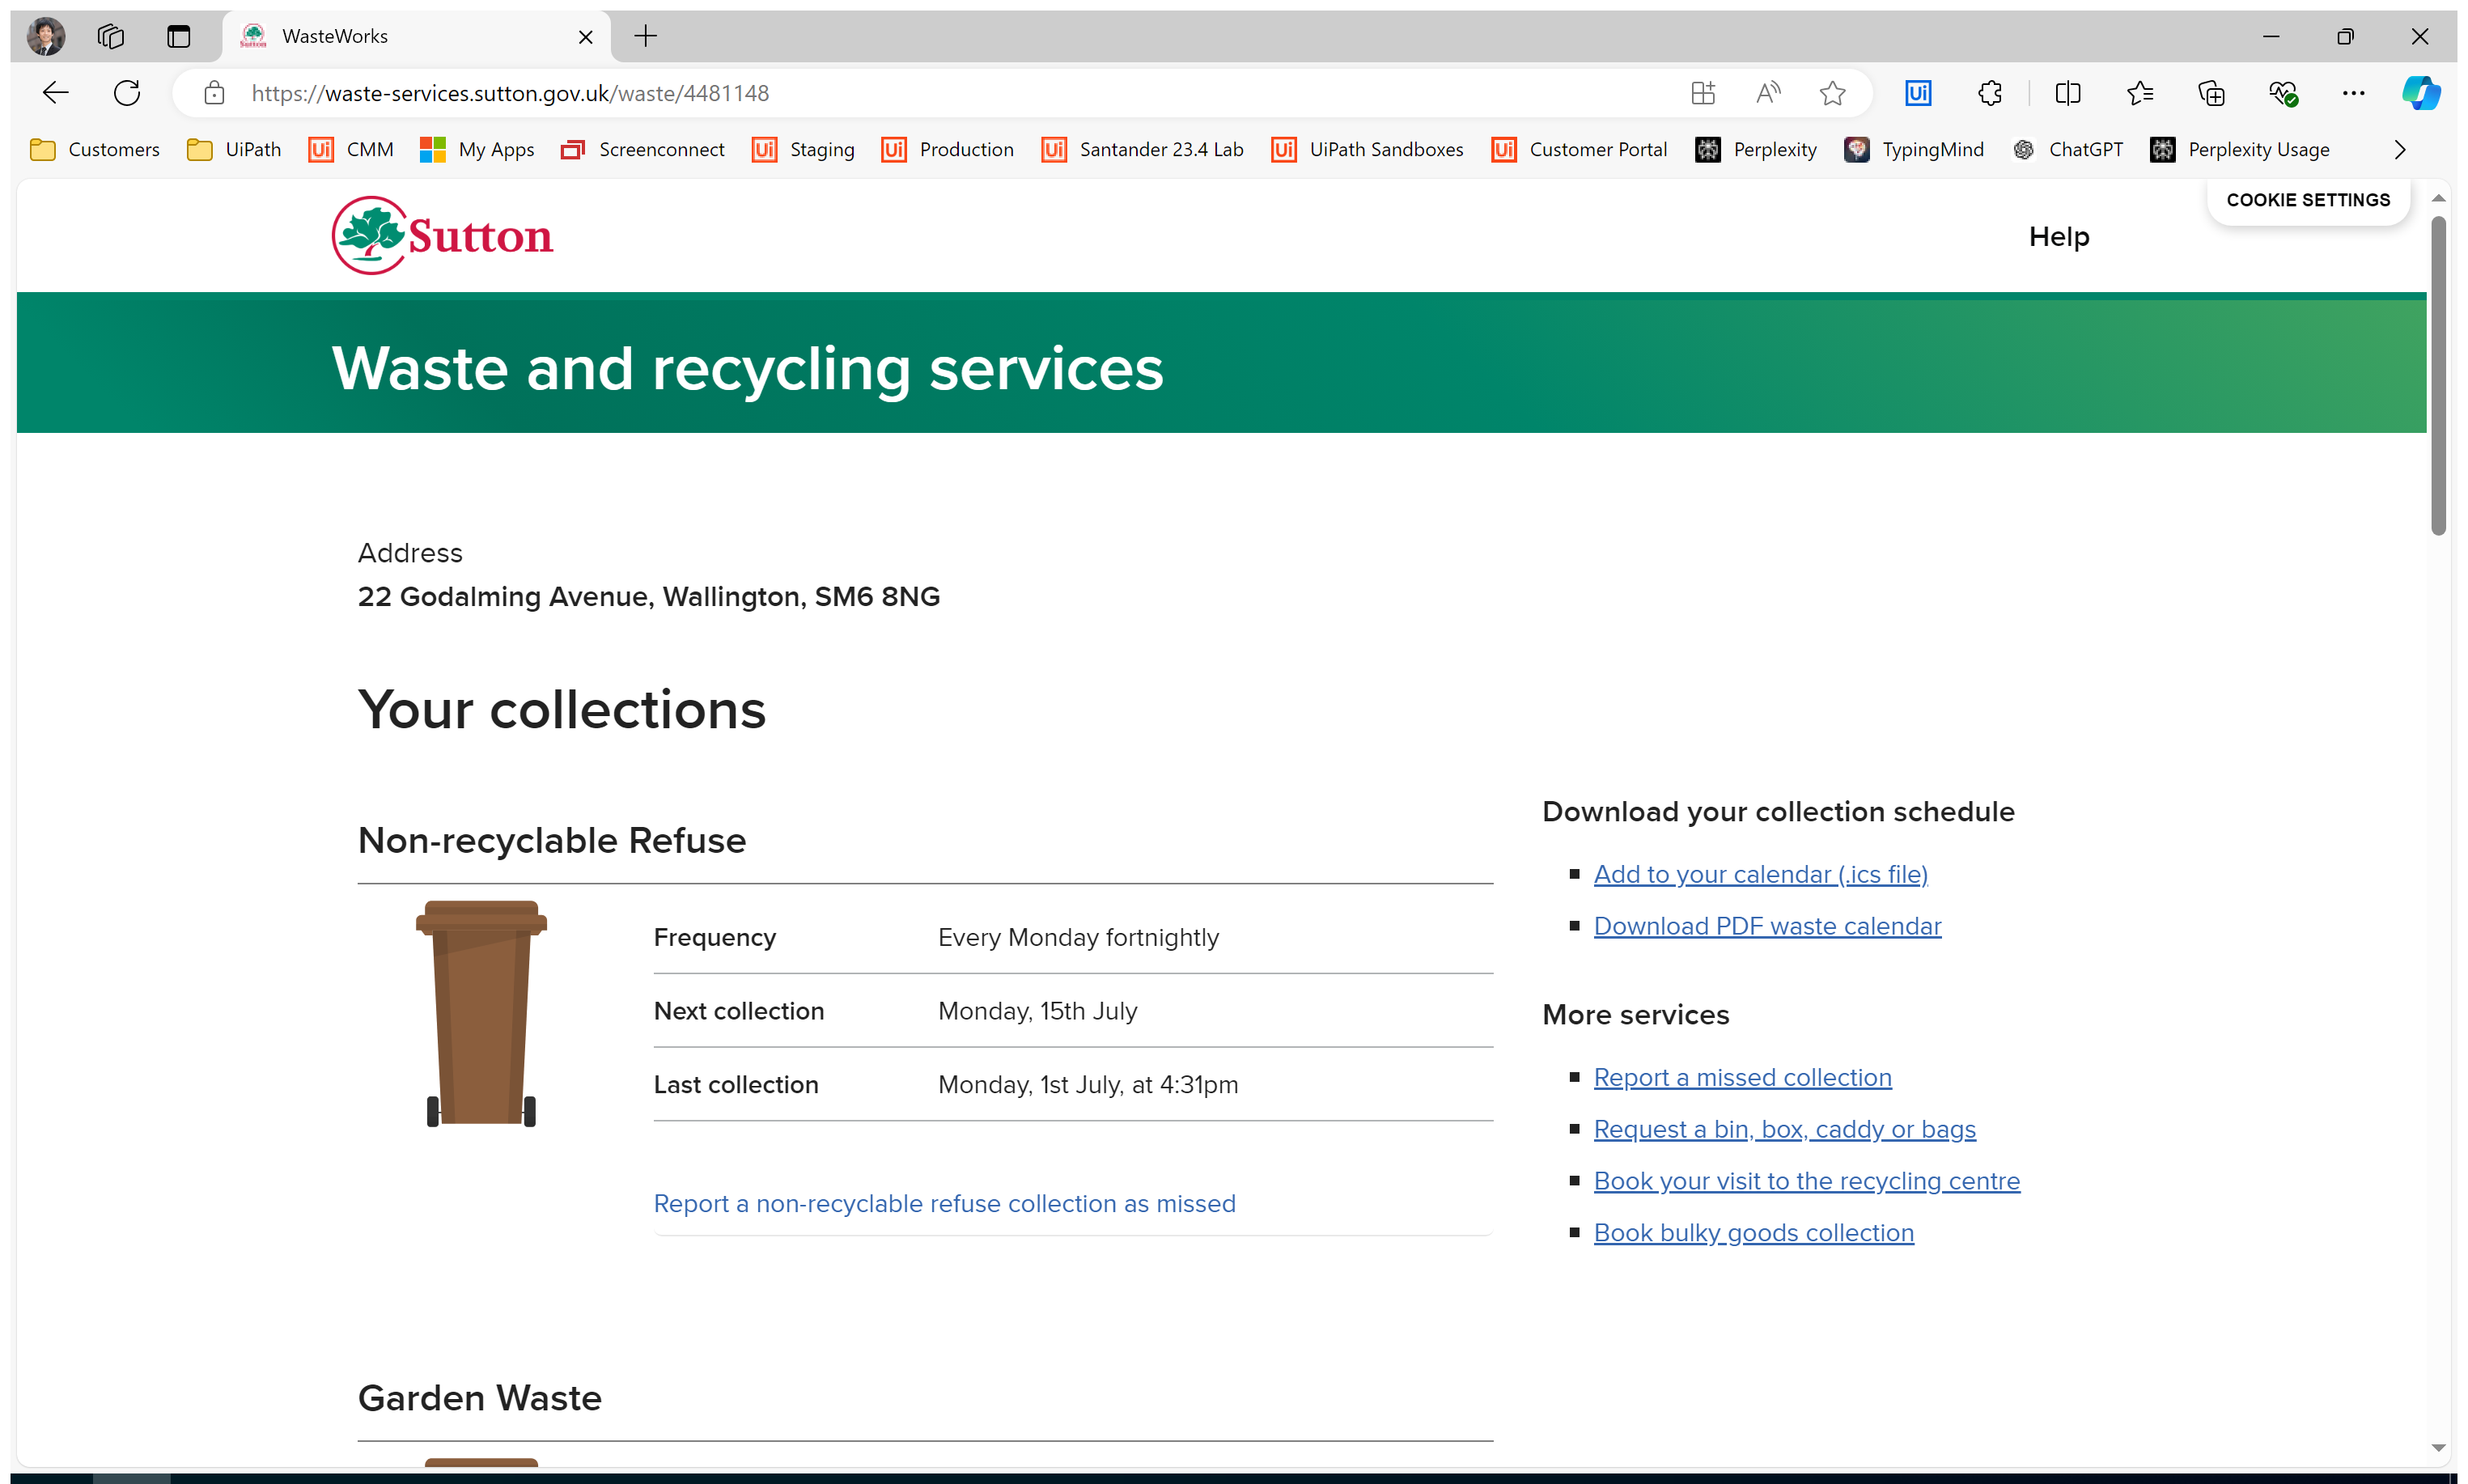 WasteWorks
https://waste-services.sutton.gov.uk/waste/4481148
Customers UiPath CMM My Apps Screenconnect Staging Production Santander 23.4 Lab UiPath Sandboxes Customer Portal Perplexity TypingMind ChatGPT Perplexity Usage
COOKIE SETTINGS
Sutton
Help
Waste and recycling services
Address
22 Godalming Avenue, Wallington, SM6 8NG
Your collections
Non-recyclable Refuse
Frequency Every Monday fortnightly
Next collection Monday, 15th July
Last collection Monday, 1st July, at 4:31pm
Report a non-recyclable refuse collection as missed
Download your collection schedule
Add to your calendar (.ics file)
Download PDF waste calendar
More services
Report a missed collection
Request a bin, box, caddy or bags
Book your visit to the recycling centre
Book bulky goods collection
Garden Waste